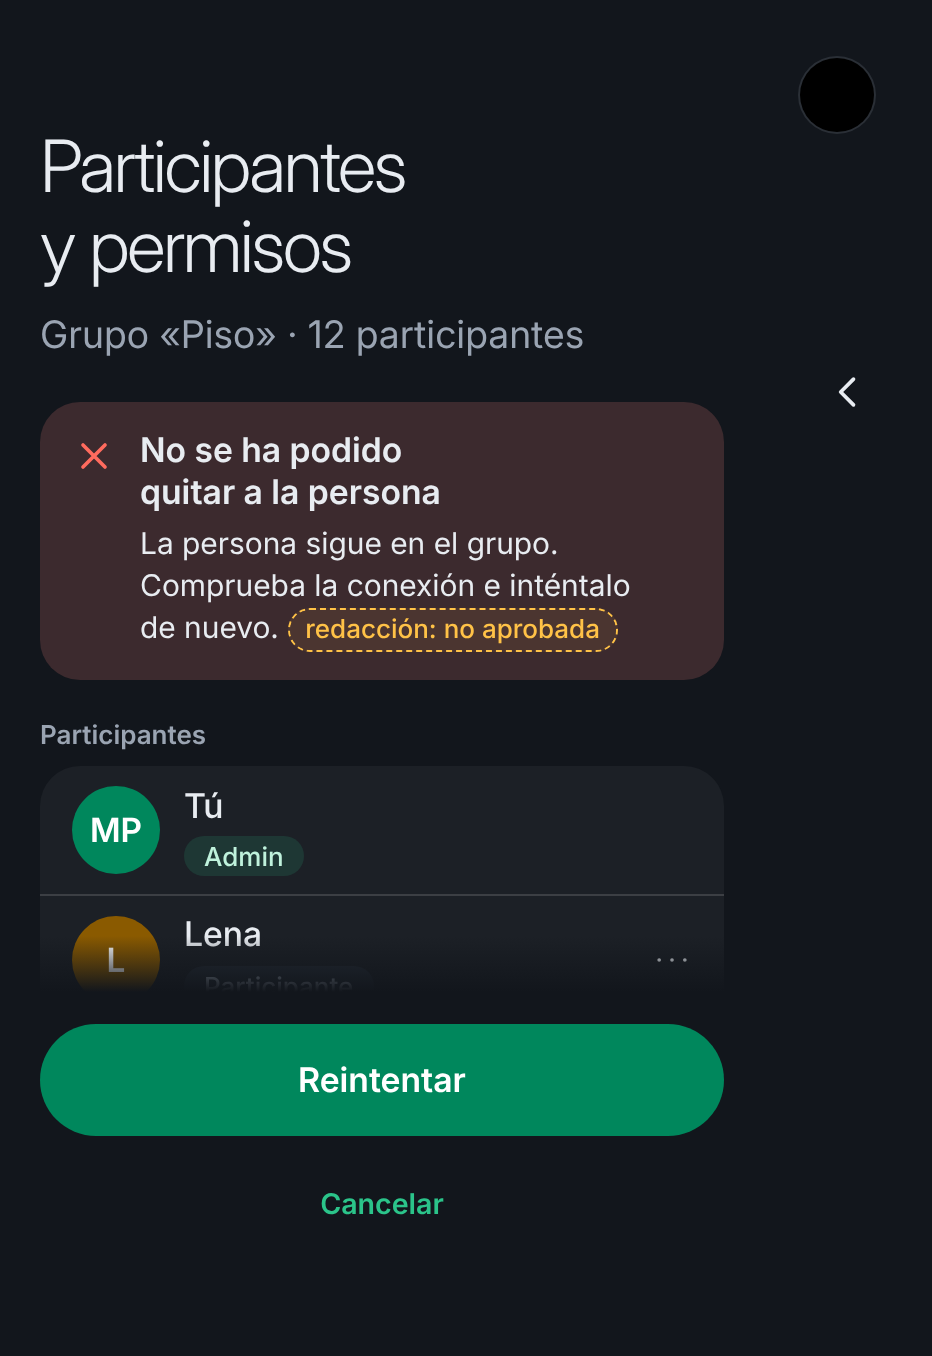 Participantes
y permisos
Grupo «Piso» · 12 participantes
No se ha podido
quitar a la persona
La persona sigue en el grupo.
Comprueba la conexión e inténtalo
de nuevo. redacción: no aprobada
Participantes
MP
Tú
Admin
Lena
L
...
Participante
Reintentar
Cancelar